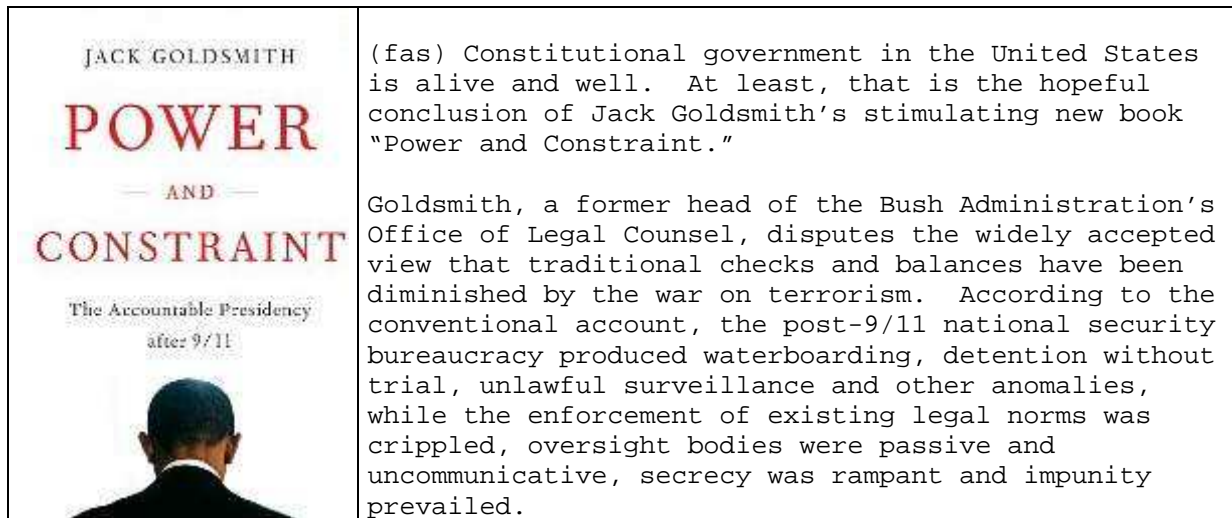 JACK GOLDSMITH
POWER
AND
CONSTRAINT
The Accountable Presidency
after 9/11
(fas) Constitutional government in the United States
is alive and well.  At least, that is the hopeful
conclusion of Jack Goldsmith’s stimulating new book
“Power and Constraint.”
Goldsmith, a former head of the Bush Administration’s
Office of Legal Counsel, disputes the widely accepted
view that traditional checks and balances have been
diminished by the war on terrorism.  According to the
conventional account, the post-9/11 national security
bureaucracy produced waterboarding, detention without
trial, unlawful surveillance and other anomalies,
while the enforcement of existing legal norms was
crippled, oversight bodies were passive and
uncommunicative, secrecy was rampant and impunity
prevailed.